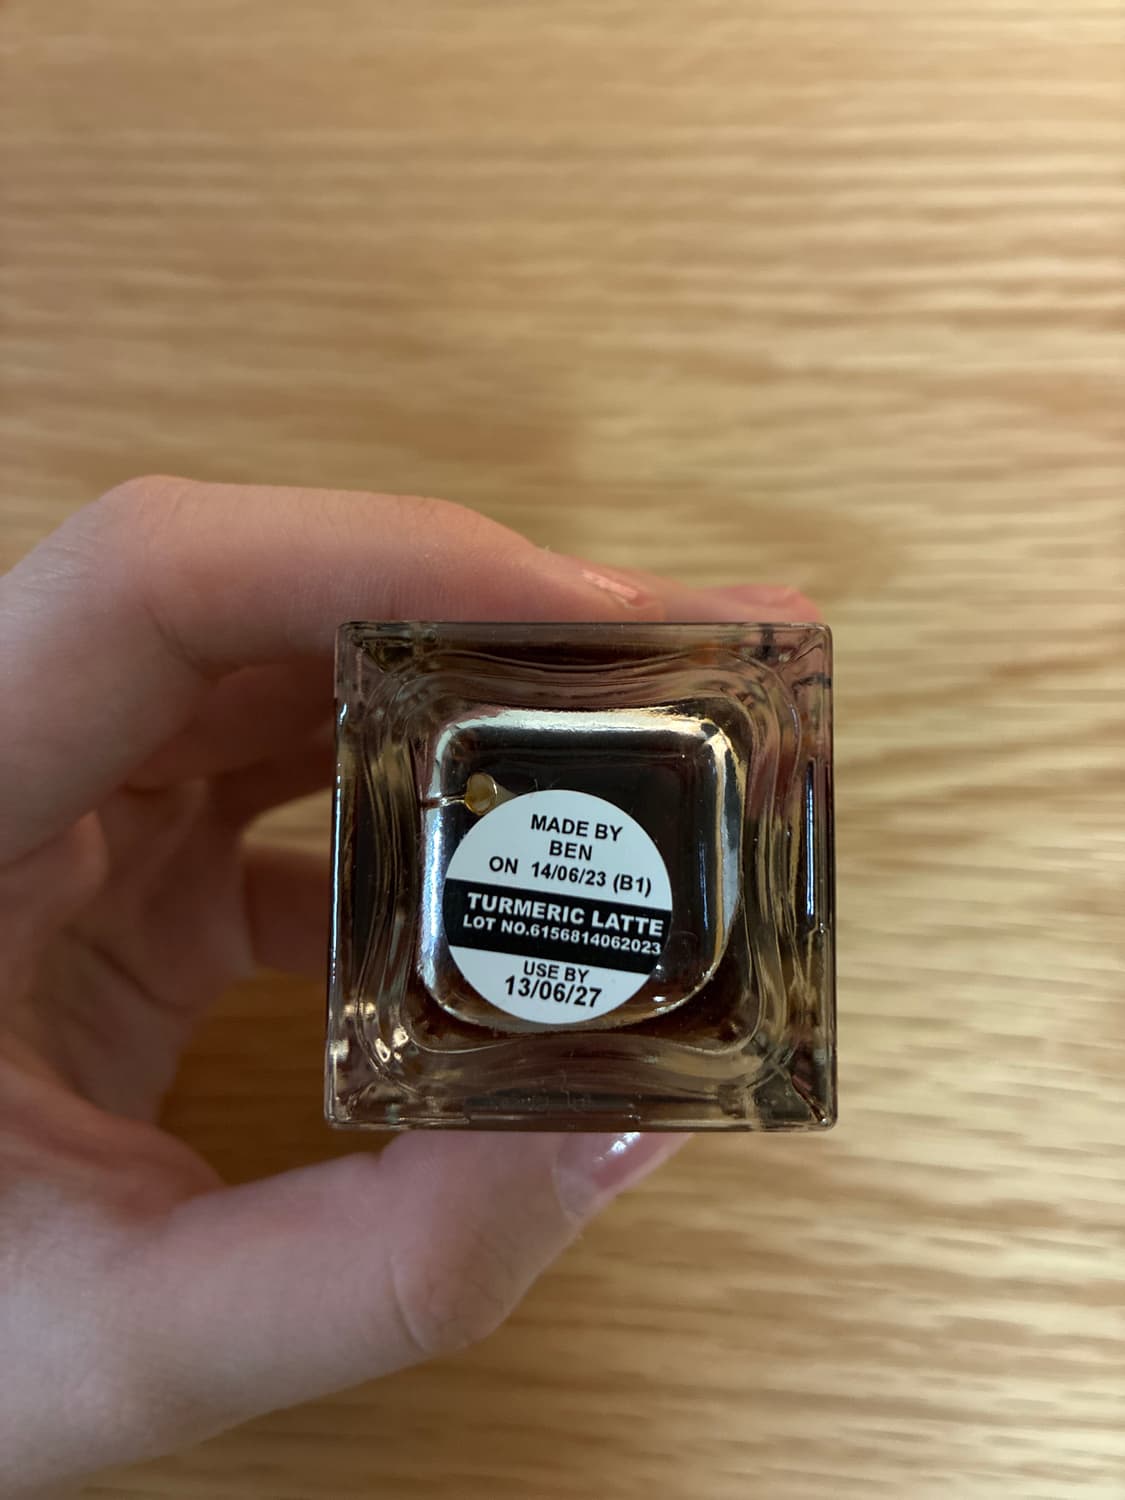 MADE BY
BEN
ON 14/06/23 (B1)
TURMERIC LATTE
LOT NO.6156814062023
USE BY
13/06/27